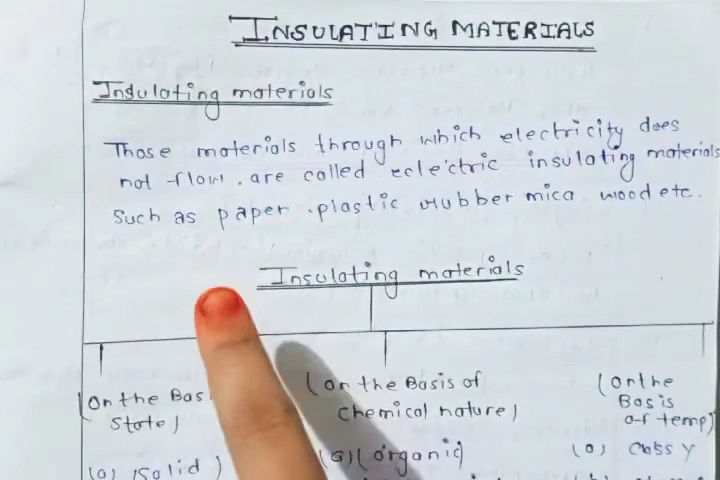 INSULATING MATERIALS
Insulating materials
Those materials through which electricity does
not flow. are called eclectric insulating materials
Such as paper. plastic rubber mica wood etc.
Insulating materials
(On the Bas
State)
(On the Basis of
Chemical nature)
(On the
Basis
of temp)
(a) (Solid)
(a) (organic)
(a) Class Y